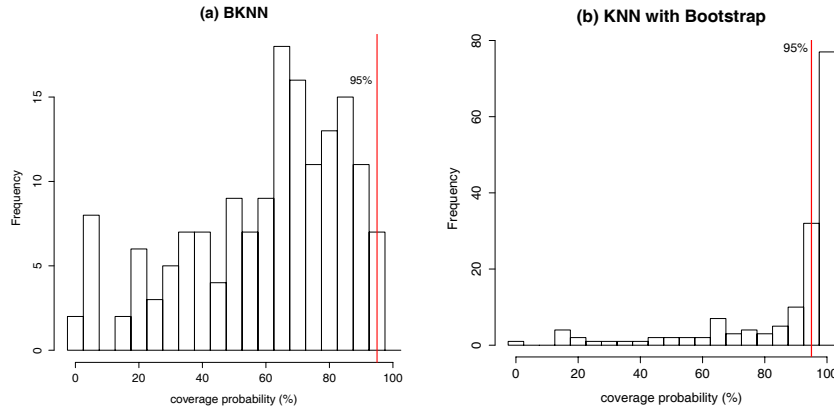 (a) BKNN
95%
Frequency
15
10
5
0
0 20 40 60 80 100
coverage probability (%)
(b) KNN with Bootstrap
95%
Frequency
80
60
40
20
0
0 20 40 60 80 100
coverage probability (%)